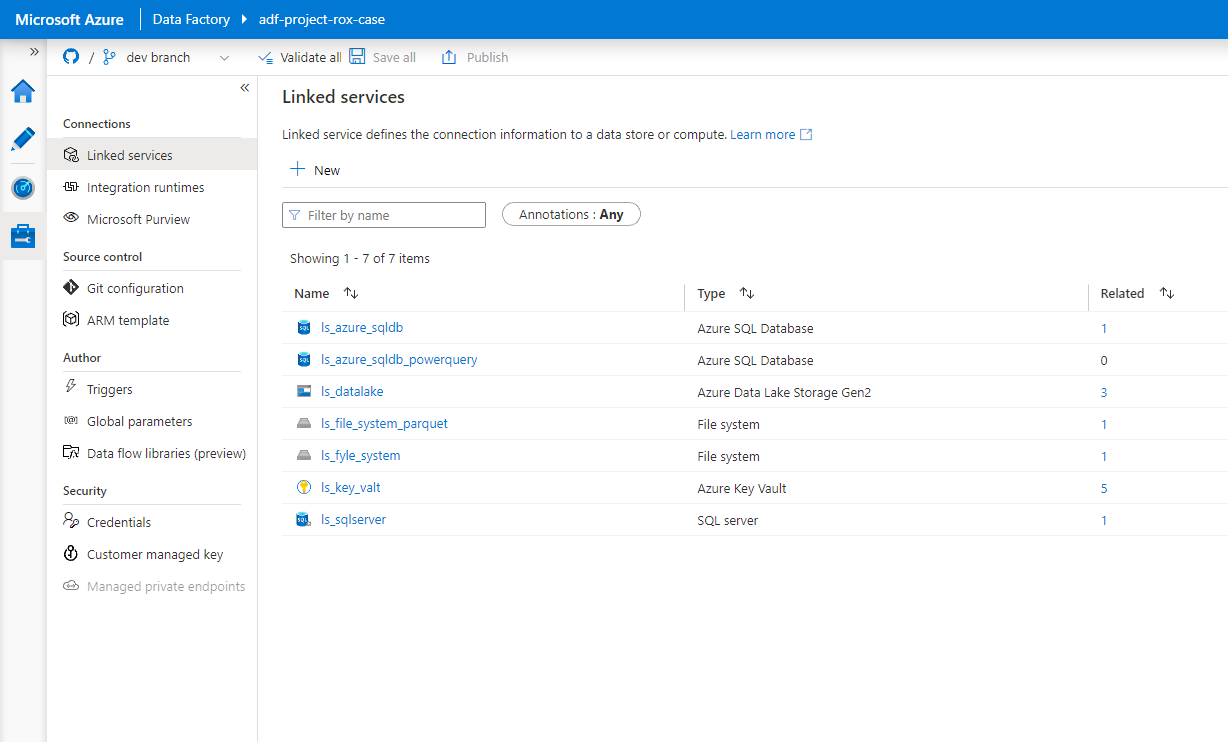 Microsoft Azure Data Factory adf-project-rox-case
/ dev branch Validate all Save all Publish
Connections
Linked services
Integration runtimes
Microsoft Purview
Source control
Git configuration
ARM template
Author
Triggers
Global parameters
Data flow libraries (preview)
Security
Credentials
Customer managed key
Managed private endpoints
Linked services
Linked service defines the connection information to a data store or compute. Learn more
New
Filter by name Annotations : Any
Showing 1 - 7 of 7 items
Name Type Related
ls_azure_sqldb Azure SQL Database 1
ls_azure_sqldb_powerquery Azure SQL Database 0
ls_datalake Azure Data Lake Storage Gen2 3
ls_file_system_parquet File system 1
ls_fyle_system File system 1
ls_key_valt Azure Key Vault 5
ls_sqlserver SQL server 1